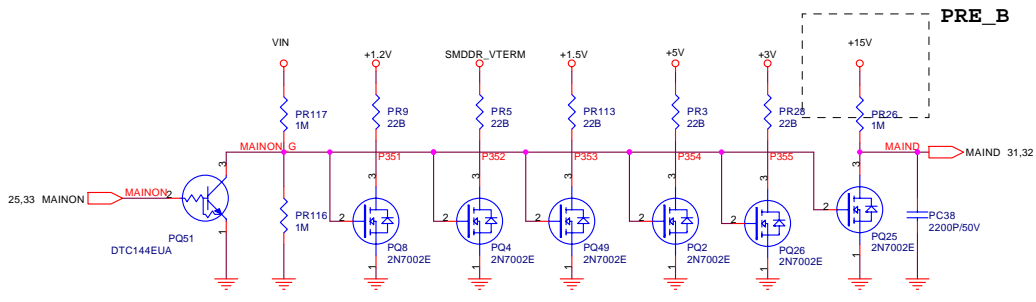 PRE_B
VIN
+1.2V
SMDDR_VTERM
+1.5V
+5V
+3V
+15V
PR117
1M
PR9
22B
PR5
22B
PR113
22B
PR3
22B
PR28
22B
PR26
1M
MAINON_G
P351
P352
P353
P354
P355
MAIND
MAIND 31,32
25,33 MAINON
MAINON
2
3
1
PQ51
DTC144EUA
PR116
1M
3
2
1
PQ8
2N7002E
3
2
1
PQ4
2N7002E
3
2
1
PQ49
2N7002E
3
2
1
PQ2
2N7002E
3
2
1
PQ26
2N7002E
3
2
1
PQ25
2N7002E
PC38
2200P/50V